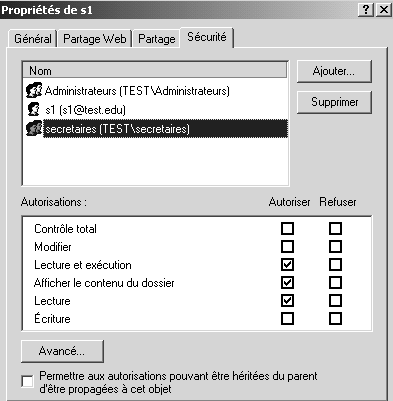 Propriétés de s1
Général Partage Web Partage Sécurité
Nom
Ajouter...
Administrateurs (TEST\Administrateurs)
Supprimer
s1 (s1@test.edu)
secretaires (TEST\secretaires)
Autorisations : Autoriser Refuser
Contrôle total
Modifier
Lecture et exécution
Afficher le contenu du dossier
Lecture
Écriture
Avancé...
Permettre aux autorisations pouvant être héritées du parent
d'être propagées à cet objet